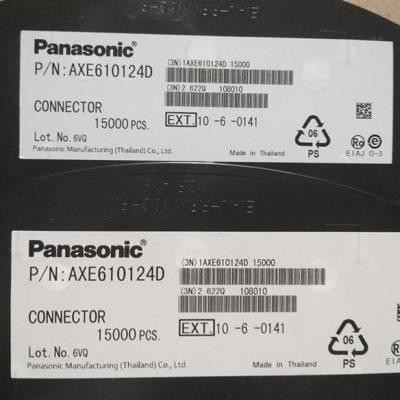 Panasonic®
P/N:AXE610124D
(3N)1AXE610124D 15000
(3N)2 622Q 108010
CONNECTOR
15000 PCS.
EXT. 10 -6 -0141
Lot. No. 6VQ
Panasonic Manufacturing (Thailand) Co., Ltd.
Made in Thailand
06
PS
EIAJ C-3
Panasonic®
P/N:AXE610124D
(3N)1AXE610124D 15000
(3N)2 622Q 108010
CONNECTOR
15000 PCS.
EXT. 10 -6 -0141
Lot. No. 6VQ
Panasonic Manufacturing (Thailand) Co., Ltd.
Made in Thailand
06
PS